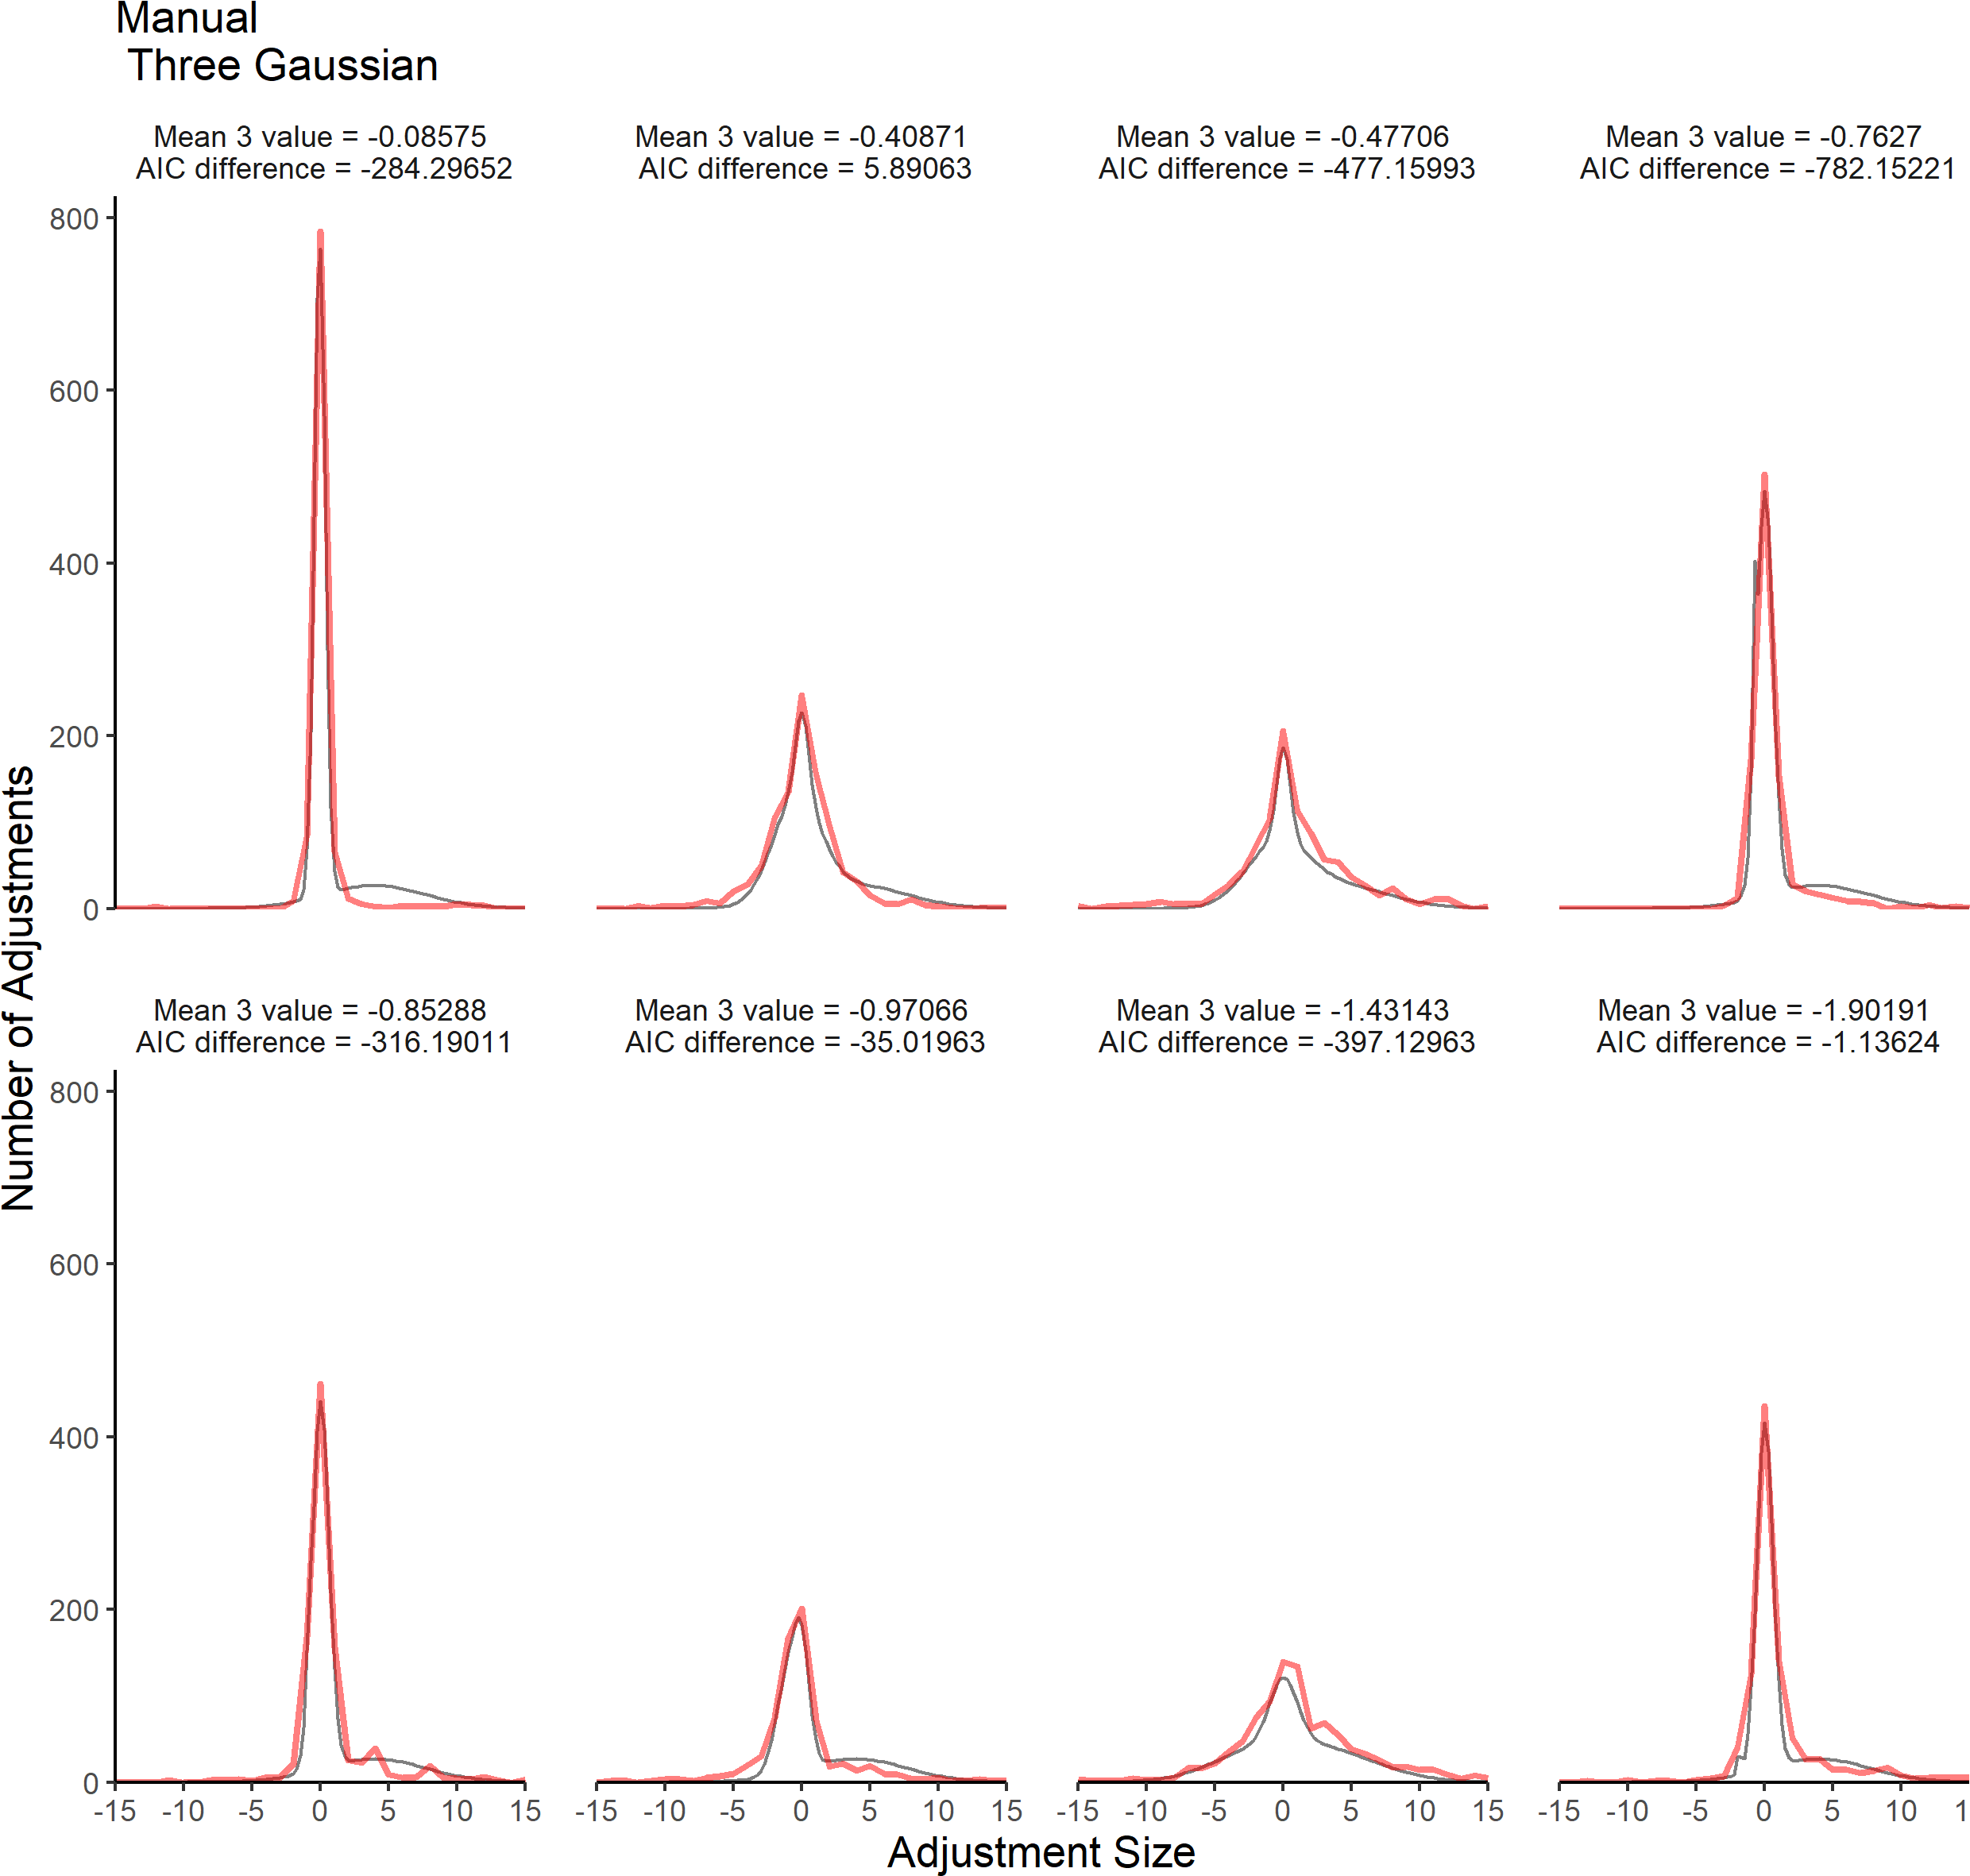 Manual
Three Gaussian
Mean 3 value = -0.08575
AIC difference = -284.29652
Mean 3 value = -0.40871
AIC difference = 5.89063
Mean 3 value = -0.47706
AIC difference = -477.15993
Mean 3 value = -0.7627
AIC difference = -782.15221
800
600
400
200
0
Number of Adjustments
Mean 3 value = -0.85288
AIC difference = -316.19011
Mean 3 value = -0.97066
AIC difference = -35.01963
Mean 3 value = -1.43143
AIC difference = -397.12963
Mean 3 value = -1.90191
AIC difference = -1.13624
800
600
400
200
0
-15 -10 -5 0 5 10 15 -15 -10 -5 0 5 10 15 -15 -10 -5 0 5 10 15 -15 -10 -5 0 5 10 1
Adjustment Size